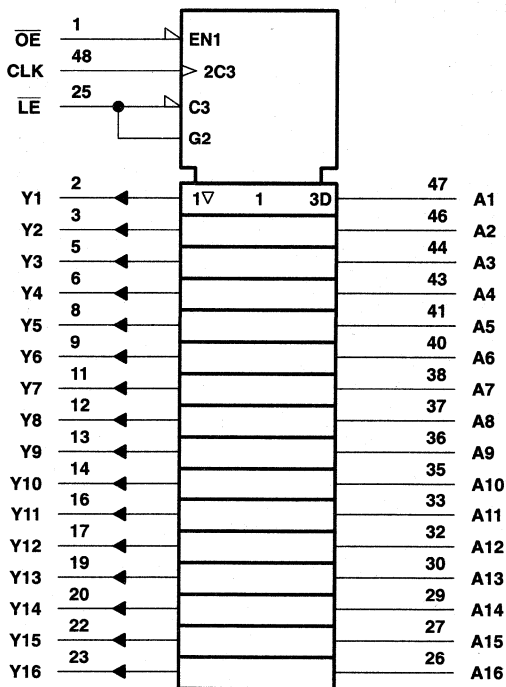 OE 1 EN1
CLK 48 2C3
LE 25 C3
G2
Y1 2 1▽ 1 3D 47 A1
Y2 3 46 A2
Y3 5 44 A3
Y4 6 43 A4
Y5 8 41 A5
Y6 9 40 A6
Y7 11 38 A7
Y8 12 37 A8
Y9 13 36 A9
Y10 14 35 A10
Y11 16 33 A11
Y12 17 32 A12
Y13 19 30 A13
Y14 20 29 A14
Y15 22 27 A15
Y16 23 26 A16